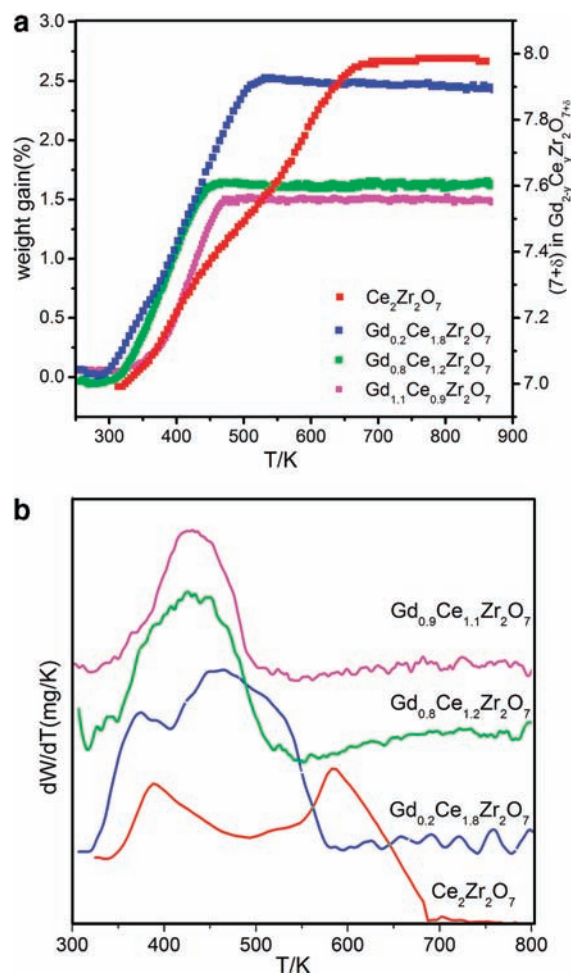 a
3.0
2.5
2.0
1.5
1.0
0.5
0.0
weight gain(%)
8.0
7.8
7.6
7.4
7.2
7.0
(7+δ) in Gd2-yCeyZr2O7+δ
Ce2Zr2O7
Gd0.2Ce1.8Zr2O7
Gd0.8Ce1.2Zr2O7
Gd1.1Ce0.9Zr2O7
300 400 500 600 700 800 900
T/K
b
dW/dT(mg/K)
Gd0.9Ce1.1Zr2O7
Gd0.8Ce1.2Zr2O7
Gd0.2Ce1.8Zr2O7
Ce2Zr2O7
300 400 500 600 700 800
T/K